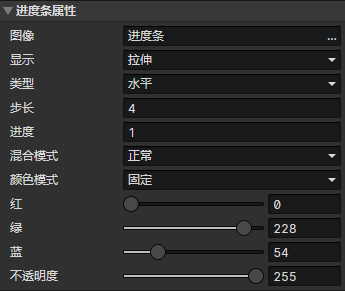 进度条属性
图像 进度条 ...
显示 拉伸
类型 水平
步长 4
进度 1
混合模式 正常
颜色模式 固定
红 0
绿 228
蓝 54
不透明度 255